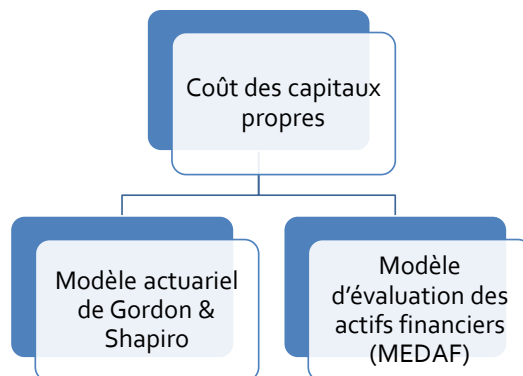 Coût des capitaux
propres
Modèle actuariel
de Gordon &
Shapiro
Modèle
d'évaluation des
actifs financiers
(MEDAF)